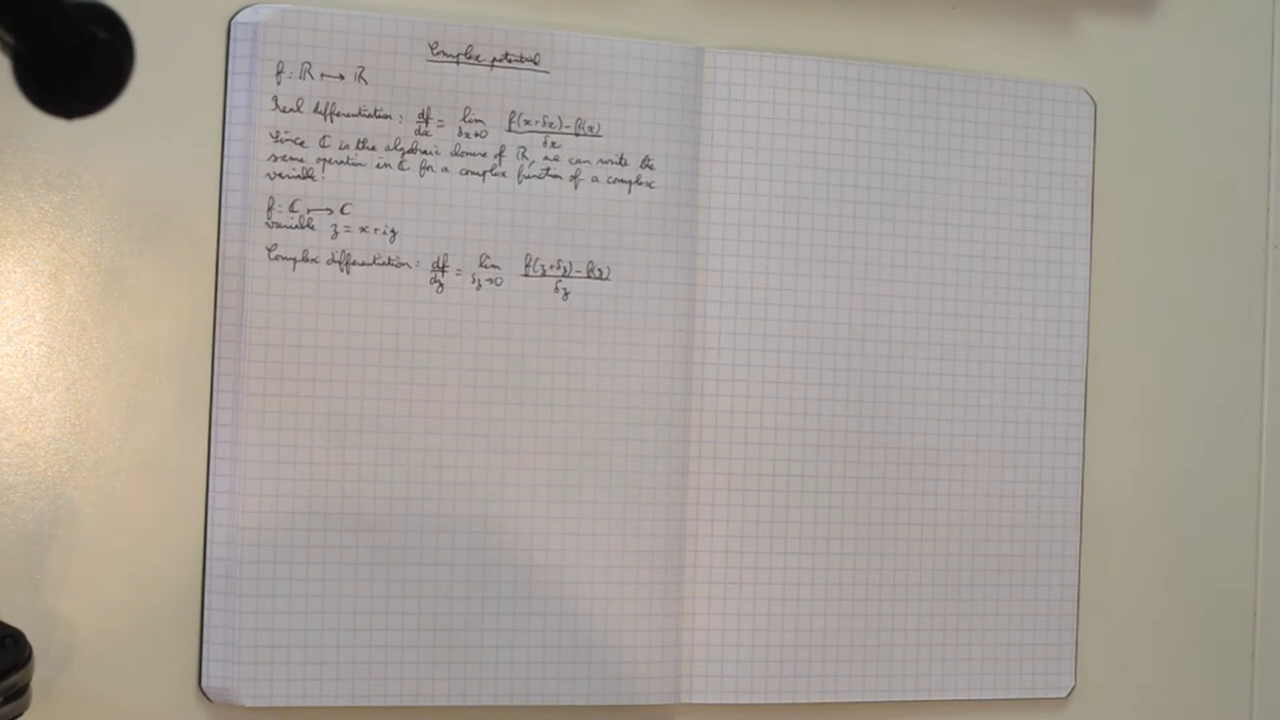 Complex potential
f : ℝ ⟼ ℝ
Real differentiation : df/dx = lim δx→0 f(x+δx)-f(x)/δx
Since ℂ is the algebraic closure of ℝ, we can write the
same operation in ℂ for a complex function of a complex
variable!
f : ℂ ⟼ ℂ
variable z = x+iy
Complex differentiation : df/dz = lim δz→0 f(z+δz)-f(z)/δz